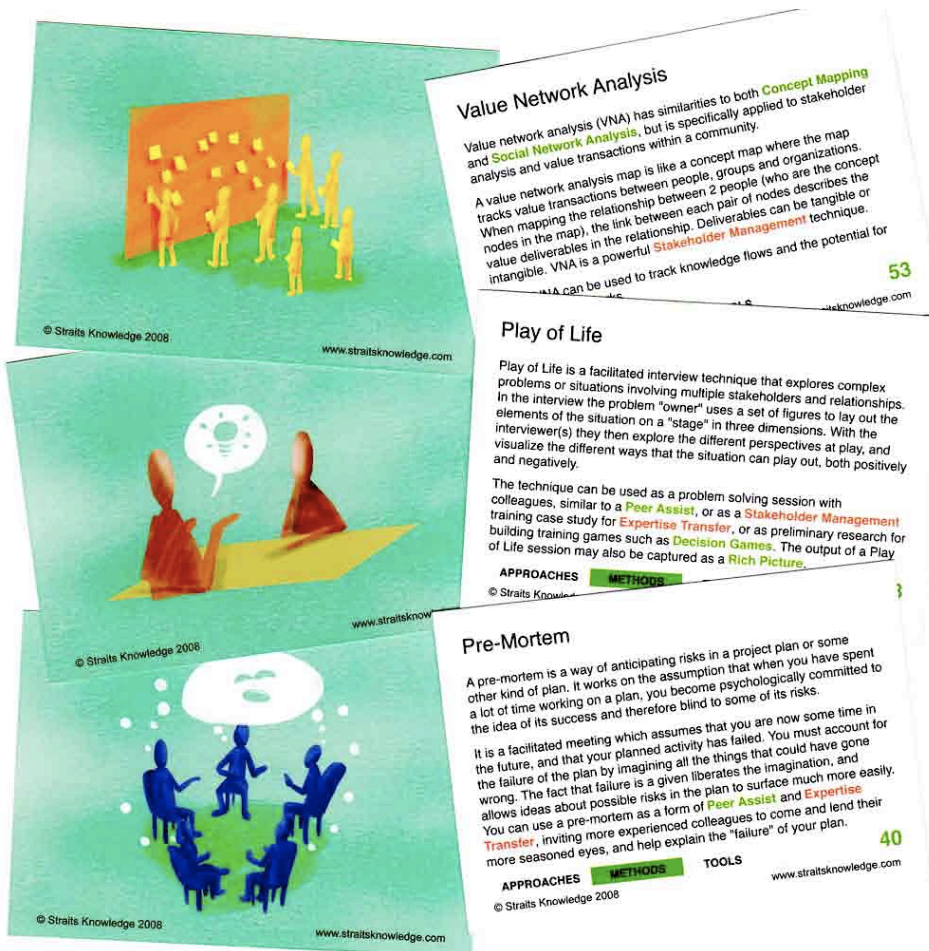 © Straits Knowledge 2008
www.straitsknowledge.com
Value Network Analysis
Value network analysis (VNA) has similarities to both Concept Mapping
and Social Network Analysis, but is specifically applied to stakeholder
analysis and value transactions within a community.
A value network analysis map is like a concept map where the map
tracks value transactions between people, groups and organizations.
When mapping the relationship between 2 people (who are the concept
nodes in the map), the link between each pair of nodes describes the
value deliverables in the relationship. Deliverables can be tangible or
intangible. VNA is a powerful Stakeholder Management technique.
can be used to track knowledge flows and the potential for
53
© Straits Knowledge 2008
Play of Life
Play of Life is a facilitated interview technique that explores complex
problems or situations involving multiple stakeholders and relationships.
In the interview the problem "owner" uses a set of figures to lay out the
elements of the situation on a "stage" in three dimensions. With the
interviewer(s) they then explore the different perspectives at play, and
visualize the different ways that the situation can play out, both positively
and negatively.
The technique can be used as a problem solving session with
colleagues, similar to a Peer Assist, or as a Stakeholder Management
training case study for Expertise Transfer, or as preliminary research for
building training games such as Decision Games. The output of a Play
of Life session may also be captured as a Rich Picture.
APPROACHES METHODS
© Straits
Pre-Mortem
A pre-mortem is a way of anticipating risks in a project plan or some
other kind of plan. It works on the assumption that when you have spent
a lot of time working on a plan, you become psychologically committed to
the idea of its success and therefore blind to some of its risks.
It is a facilitated meeting which assumes that you are now some time in
the future, and that your planned activity has failed. You must account for
the failure of the plan by imagining all the things that could have gone
wrong. The fact that failure is a given liberates the imagination, and
allows ideas about possible risks in the plan to surface much more easily.
You can use a pre-mortem as a form of Peer Assist and Expertise
Transfer, inviting more experienced colleagues to come and lend their
more seasoned eyes, and help explain the "failure" of your plan.
40
APPROACHES METHODS TOOLS
www.straitsknowledge.com
© Straits Knowledge 2008
© Straits Knowledge 2008
www.straitsknowledge.com